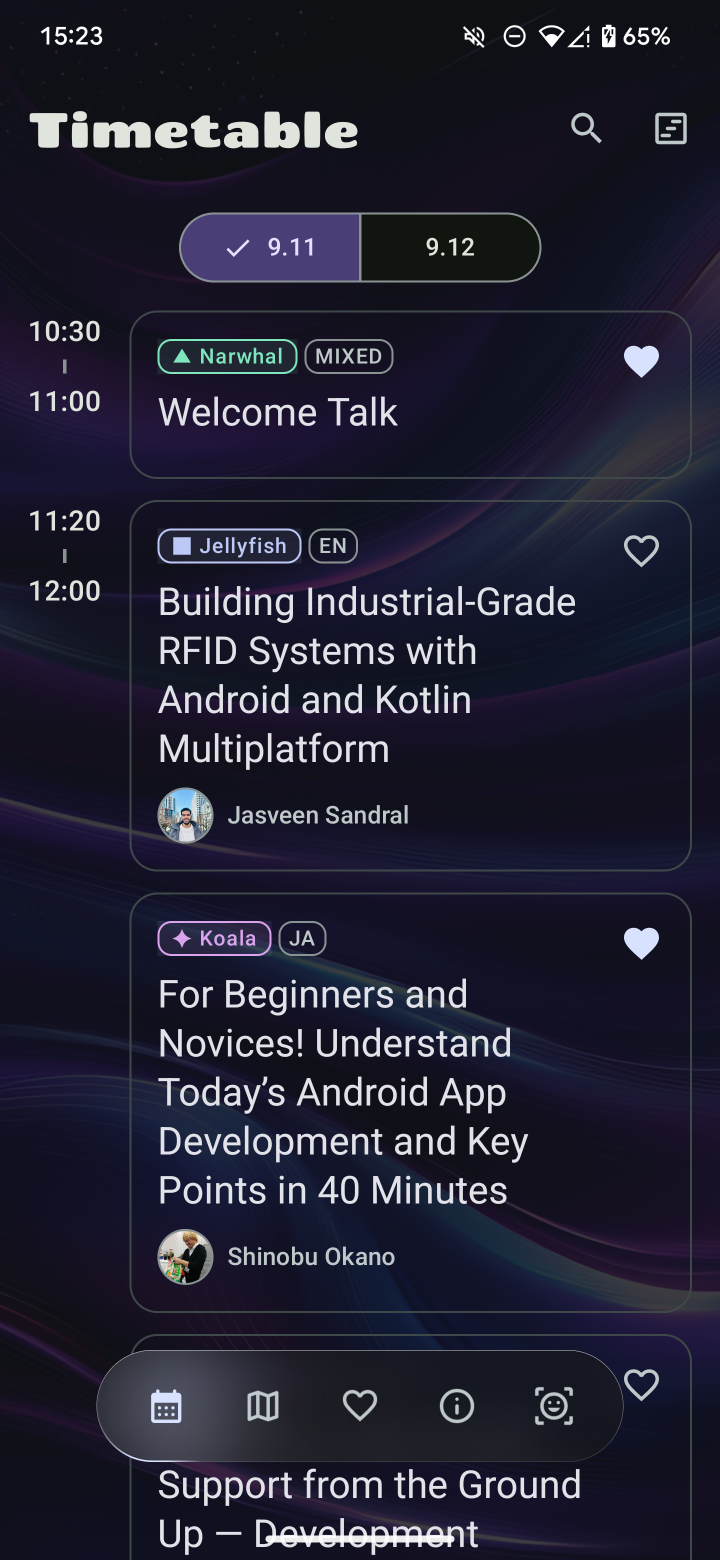 15:23
65%
Timetable
9.11
9.12
10:30
11:00
Narwhal
MIXED
Welcome Talk
11:20
12:00
Jellyfish
EN
Building Industrial-Grade
RFID Systems with
Android and Kotlin
Multiplatform
Jasveen Sandral
Koala
JA
For Beginners and
Novices! Understand
Today’s Android App
Development and Key
Points in 40 Minutes
Shinobu Okano
Support from the Ground
Up — Development